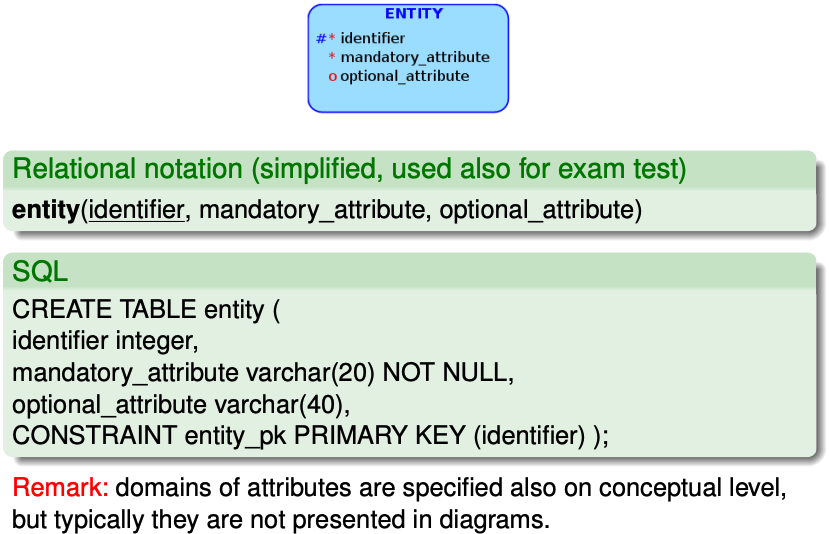 ENTITY
#* identifier
* mandatory_attribute
o optional_attribute
Relational notation (simplified, used also for exam test)
entity(identifier, mandatory_attribute, optional_attribute)
SQL
CREATE TABLE entity (
identifier integer,
mandatory_attribute varchar(20) NOT NULL,
optional_attribute varchar(40),
CONSTRAINT entity_pk PRIMARY KEY (identifier) );
Remark: domains of attributes are specified also on conceptual level,
but typically they are not presented in diagrams.